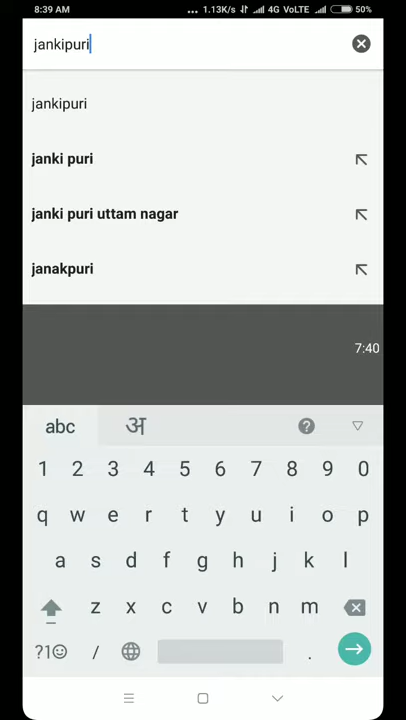 8:39 AM ... 1.13K/s 4G VoLTE 50%
jankipuri
jankipuri
janki puri
janki puri uttam nagar
janakpuri
7:40
abc अ ?
1 2 3 4 5 6 7 8 9 0
q w e r t y u i o p
a s d f g h j k l
z x c v b n m
?1☺ / .